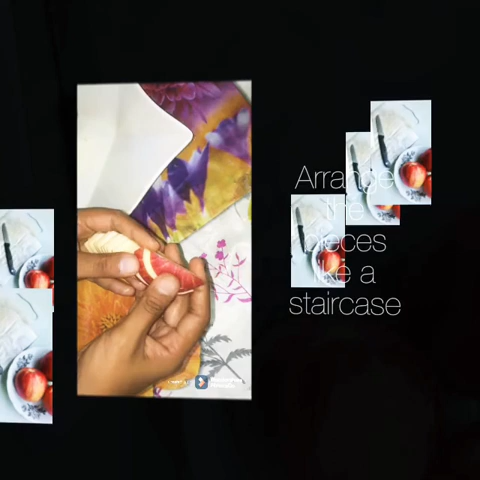 Arrange
the
pieces
like a
staircase